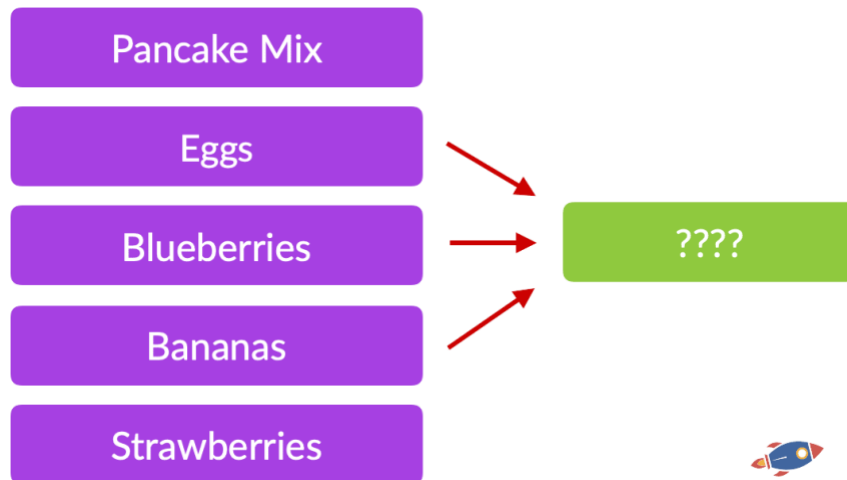 Pancake Mix
Eggs
Blueberries
????
Bananas
Strawberries